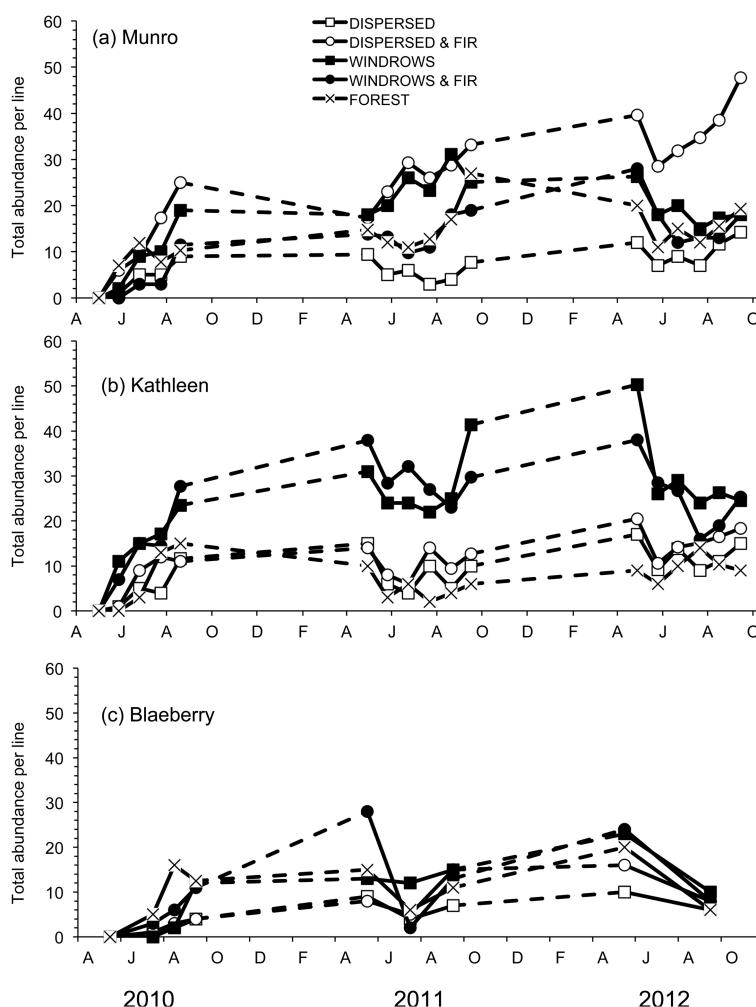 60
50
40
30
20
10
0
Total abundance per line
(a) Munro
DISPERSED
DISPERSED & FIR
WINDROWS
WINDROWS & FIR
FOREST
A J A O D F A J A O D F A J A O
60
50
40
30
20
10
0
Total abundance per line
(b) Kathleen
A J A O D F A J A O D F A J A O
60
50
40
30
20
10
0
Total abundance per line
(c) Blaeberry
A J A O D F A J A O D F A J A O
2010 2011 2012